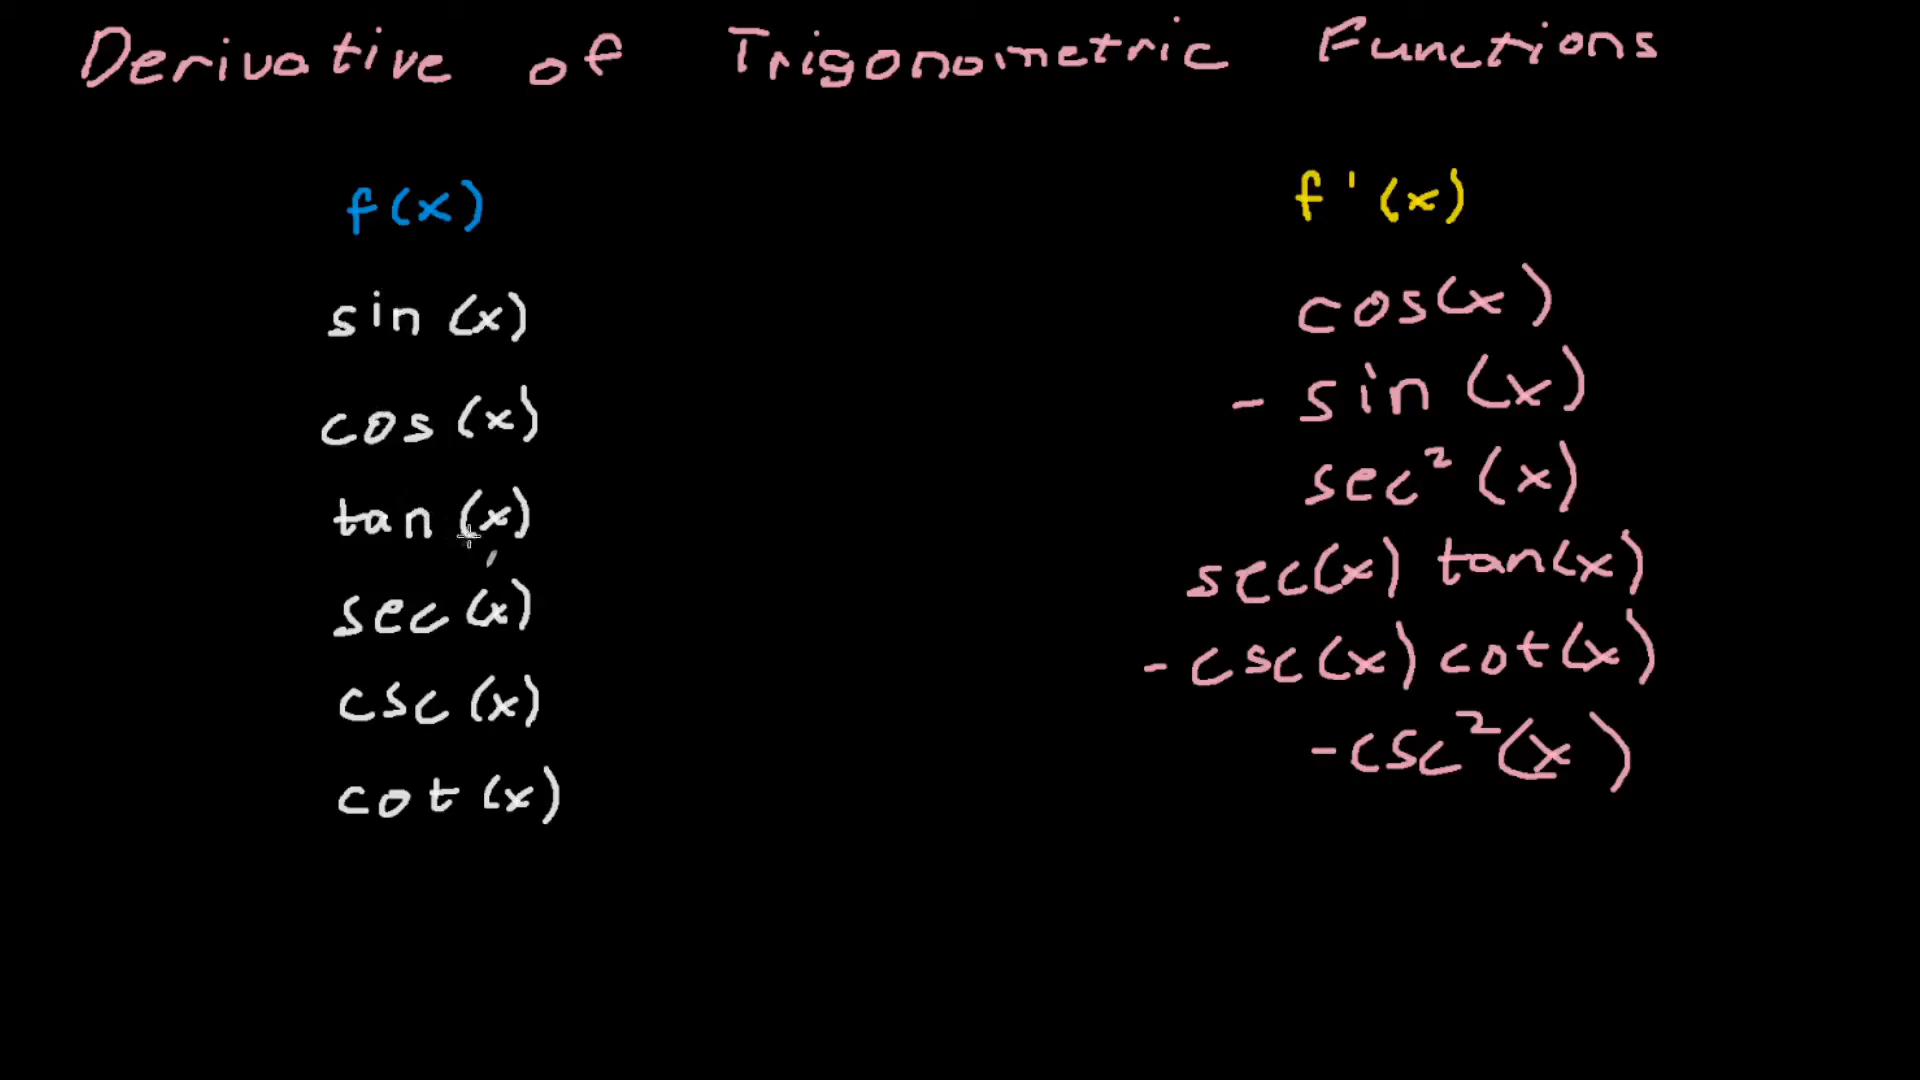 Derivative of Trigonometric Functions
f(x) f'(x)
sin (x) cos(x)
cos (x) - sin (x)
tan (x) sec² (x)
sec (x) sec(x) tan(x)
csc (x) -csc(x) cot(x)
cot (x) -csc²(x)